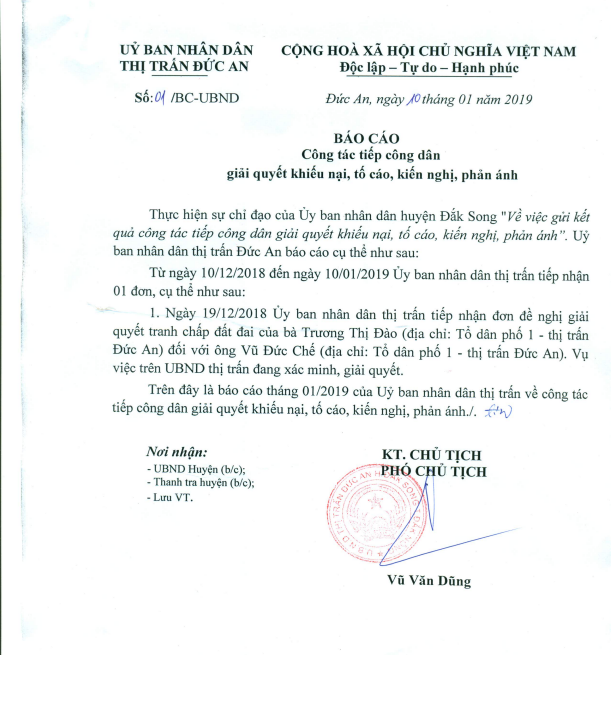 UỶ BAN NHÂN DÂN
THỊ TRẤN ĐỨC AN
CỘNG HOÀ XÃ HỘI CHỦ NGHĨA VIỆT NAM
Độc lập – Tự do – Hạnh phúc
Số:01 /BC-UBND
Đức An, ngày 10 tháng 01 năm 2019
BÁO CÁO
Công tác tiếp công dân
giải quyết khiếu nại, tố cáo, kiến nghị, phản ánh
Thực hiện sự chỉ đạo của Ủy ban nhân dân huyện Đắk Song "Về việc gửi kết
quả công tác tiếp công dân giải quyết khiếu nại, tố cáo, kiến nghị, phản ánh". Uỷ
ban nhân dân thị trấn Đức An báo cáo cụ thể như sau:
Từ ngày 10/12/2018 đến ngày 10/01/2019 Ủy ban nhân dân thị trấn tiếp nhận
01 đơn, cụ thể như sau:
1. Ngày 19/12/2018 Ủy ban nhân dân thị trấn tiếp nhận đơn đề nghị giải
quyết tranh chấp đất đai của bà Trương Thị Đào (địa chỉ: Tổ dân phố 1 - thị trấn
Đức An) đối với ông Vũ Đức Chế (địa chỉ: Tổ dân phố 1 - thị trấn Đức An). Vụ
việc trên UBND thị trấn đang xác minh, giải quyết.
Trên đây là báo cáo tháng 01/2019 của Uỷ ban nhân dân thị trấn về công tác
tiếp công dân giải quyết khiếu nại, tố cáo, kiến nghị, phản ánh./.
Nơi nhận:
- UBND Huyện (b/c);
- Thanh tra huyện (b/c);
- Lưu VT.
KT. CHỦ TỊCH
PHÓ CHỦ TỊCH
UBND THỊ TRẤN ĐỨC AN H.ĐẮK SONG
Vũ Văn Dũng